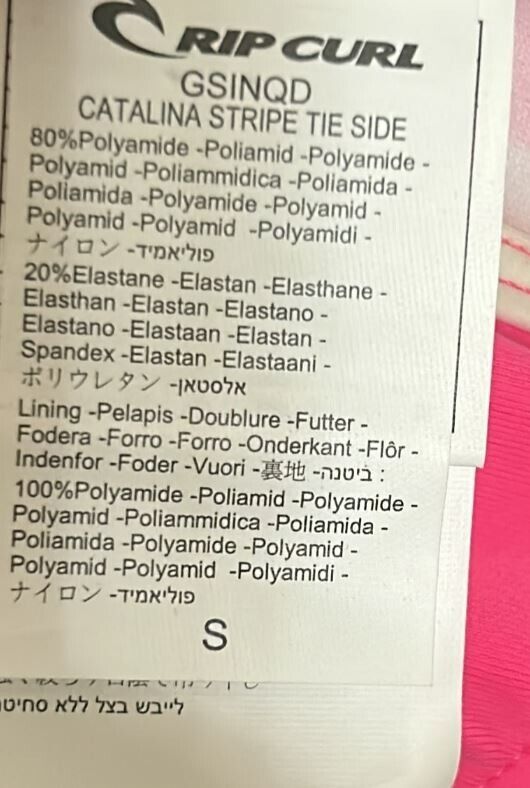 RIP CURL
GSINQD
CATALINA STRIPE TIE SIDE
80%Polyamide -Poliamid -Polyamide -
Polyamid -Poliammidica -Poliamida -
Poliamida -Polyamide -Polyamid -
Polyamid -Polyamid -Polyamidi -
ナイロン -פוליאמיד
20%Elastane -Elastan -Elasthane -
Elasthan -Elastan -Elastano -
Elastano -Elastaan -Elastan -
Spandex -Elastan -Elastaani -
ポリウレタン -אלסטאן
Lining -Pelapis -Doublure -Futter -
Fodera -Forro -Forro -Onderkant -Flôr -
Indenfor -Foder -Vuori -裏地 -ביטנה :
100%Polyamide -Poliamid -Polyamide -
Polyamid -Poliammidica -Poliamida -
Poliamida -Polyamide -Polyamid -
Polyamid -Polyamid -Polyamidi -
ナイロン -פוליאמיד
S
לייבש בצל ללא סחיטה